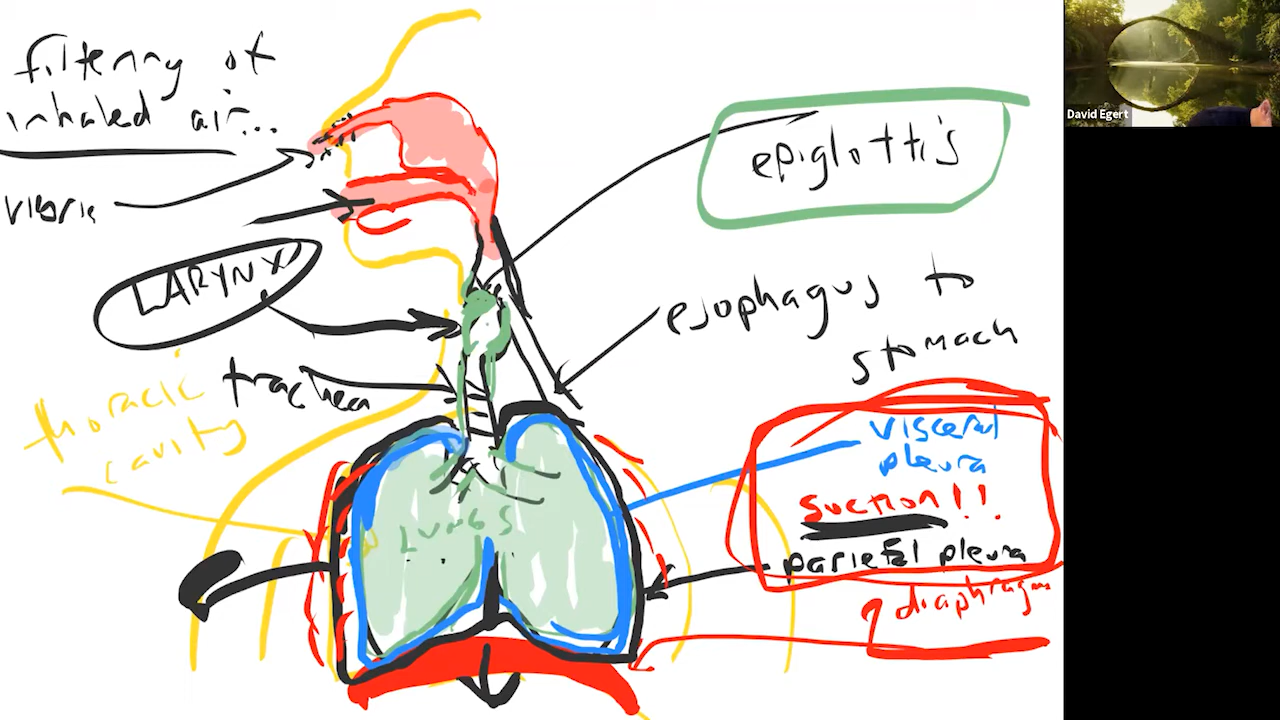 filtering of
inhaled air...
David Egert
epiglottis
LARYNX
esophagus to
stomach
thoracic
cavity
trachea
visceral
pleura
suction!!
parietal pleura
diaphragm
LUNGS